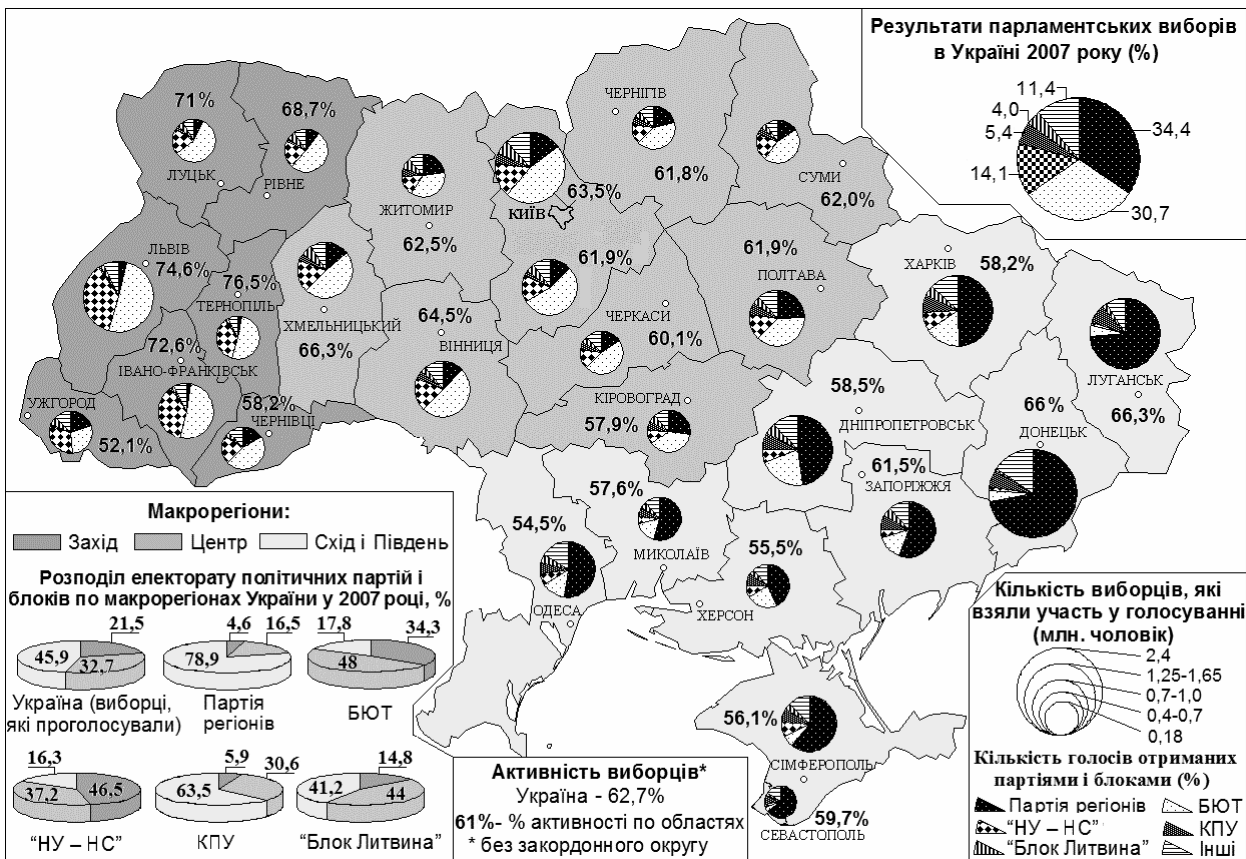 Результати парламентських виборів
в Україні 2007 року (%)
11,4
4,0
5,4
34,4
14,1
30,7
71%
ЛУЦЬК
68,7%
РІВНЕ
ЖИТОМИР
62,5%
КИЇВ
63,5%
ЧЕРНІГІВ
61,8%
СУМИ
62,0%
ЛЬВІВ
74,6%
76,5%
ТЕРНОПІЛЬ
ХМЕЛЬНИЦЬКИЙ
66,3%
64,5%
ВІННИЦЯ
61,9%
ЧЕРКАСИ
60,1%
61,9%
ПОЛТАВА
ХАРКІВ
58,2%
ЛУГАНСЬК
66,3%
72,6%
ІВАНО-ФРАНКІВСЬК
УЖГОРОД
52,1%
58,2%
ЧЕРНІВЦІ
КІРОВОГРАД
57,9%
58,5%
ДНІПРОПЕТРОВСЬК
66%
ДОНЕЦЬК
61,5%
ЗАПОРІЖЖЯ
54,5%
ОДЕСА
57,6%
МИКОЛАЇВ
55,5%
ХЕРСОН
56,1%
СІМФЕРОПОЛЬ
59,7%
СЕВАСТОПОЛЬ
Макрорегіони:
Захід Центр Схід і Південь
Розподіл електорату політичних партій і
блоків по макрорегіонах України у 2007 році, %
21,5
45,9
32,7
Україна (виборці,
які проголосували)
4,6
16,5
78,9
Партія
регіонів
17,8
34,3
48
БЮТ
16,3
37,2
46,5
“НУ – НС”
5,9
30,6
63,5
КПУ
14,8
41,2
44
“Блок Литвина”
Активність виборців*
Україна - 62,7%
61%- % активності по областях
* без закордонного округу
Кількість виборців, які
взяли участь у голосуванні
(млн. чоловік)
2,4
1,25-1,65
0,7-1,0
0,4-0,7
0,18
Кількість голосів отриманих
партіями і блоками (%)
Партія регіонів БЮТ
“НУ – НС” КПУ
“Блок Литвина” Інші